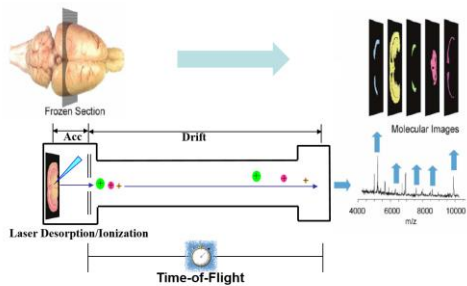 Frozen Section
Molecular Images
Acc
Drift
Laser Desorption/Ionization
4000
6000
8000
10000
m/z
Time-of-Flight